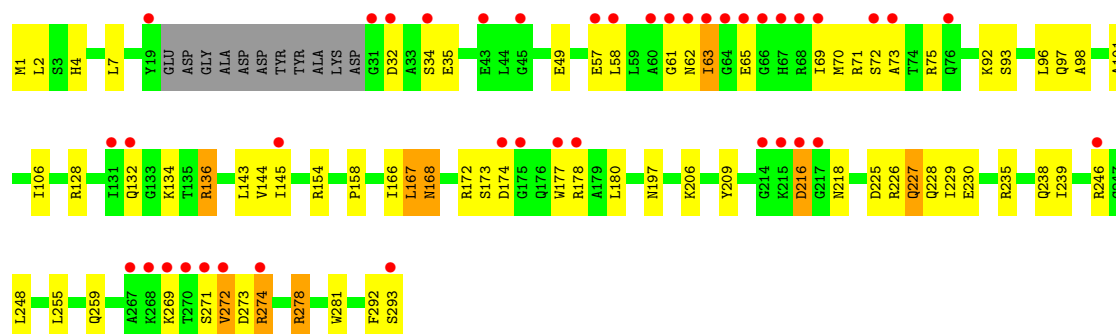 M1 L2 S3 H4 L7 Y19 GLU ASP GLY ALA ASP ASP TYR TYR ALA LYS ASP G31 D32 A33 S34 E35 E43 L44 G45 E49 E57 L58 L59 A60 G61 N62 I63 G64 E65 G66 H67 R68 I69 M70 R71 S72 A73 T74 R75 Q76 K92 S93 L96 Q97 A98
I106 R128 I131 Q132 G133 K134 T135 R136 L143 V144 I145 R154 P158 I166 L167 N168 R172 S173 D174 G175 Q176 W177 R178 A179 L180 N197 K206 Y209 G214 K215 D216 G217 N218 D225 R226 Q227 Q228 I229 E230 R235 Q238 I239 R246
L248 L255 Q259 A267 K268 K269 T270 S271 V272 D273 R274 R278 W281 F292 S293